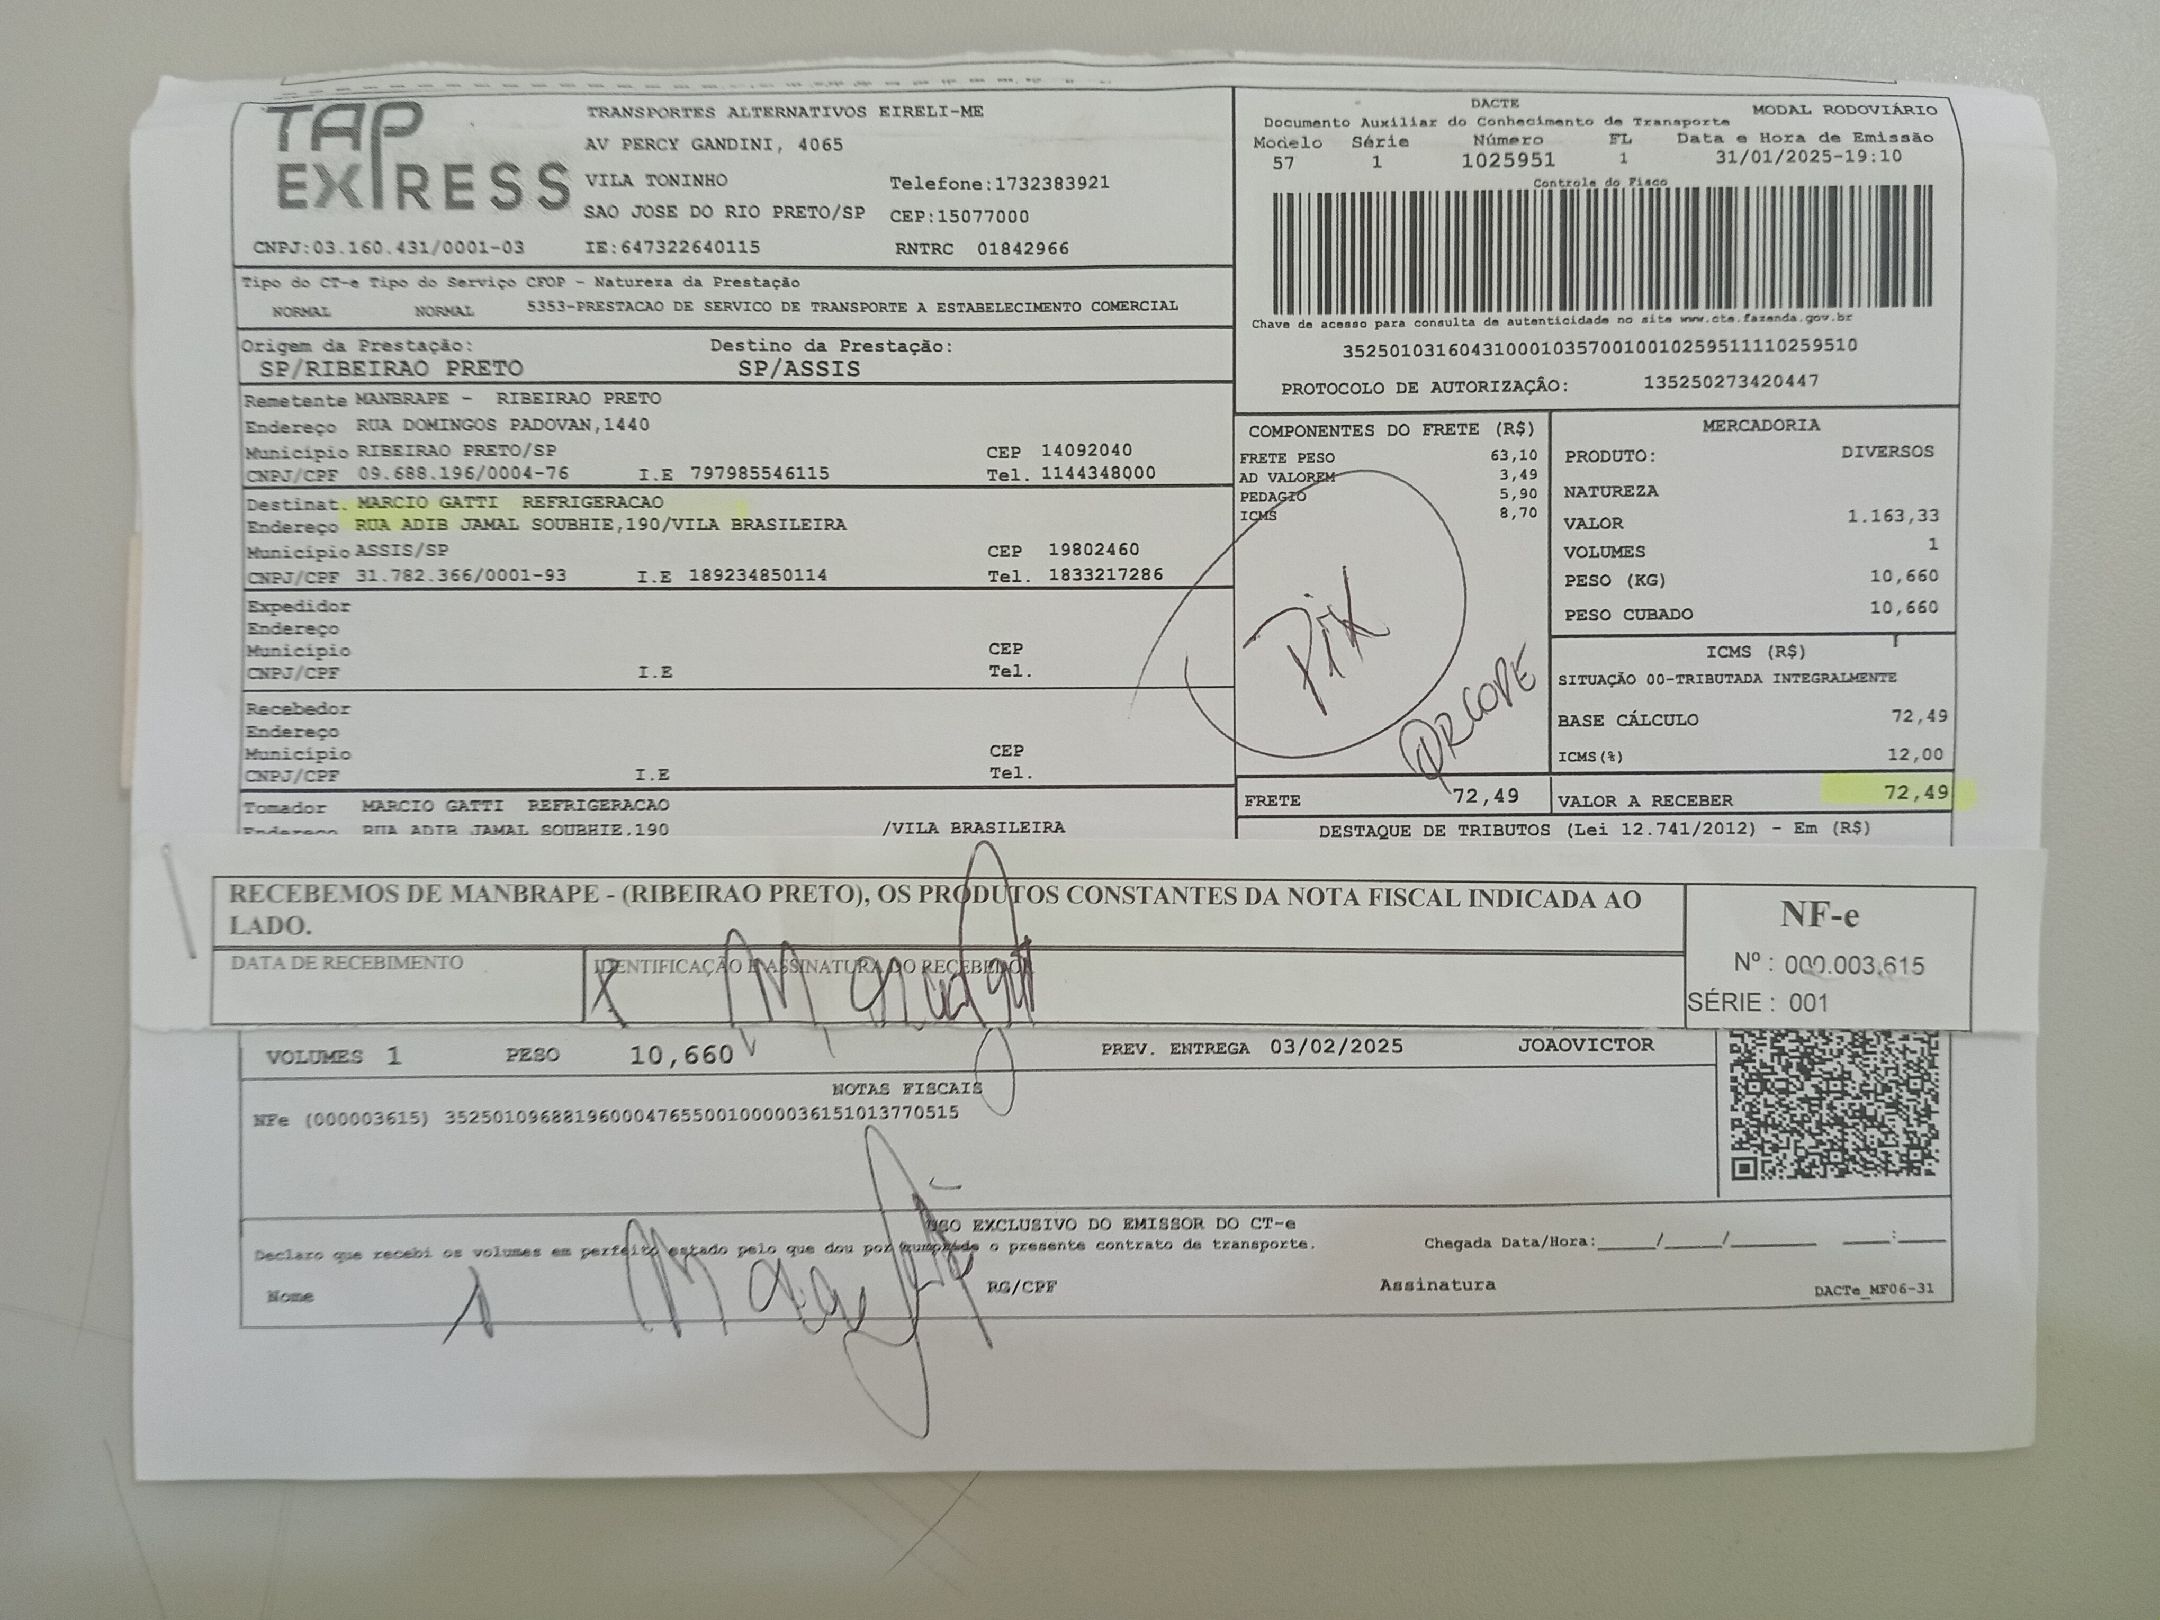 TAP EXPRESS
TRANSPORTES ALTERNATIVOS EIRELI-ME
AV PERCY GANDINI, 4065
VILA TONINHO Telefone:1732383921
SAO JOSE DO RIO PRETO/SP CEP:15077000
CNPJ:03.160.431/0001-03 IE:647322640115 RNTRC 01842966
DACTE MODAL RODOVIÁRIO
Documento Auxiliar do Conhecimento de Transporte
Modelo Série Número FL Data e Hora de Emissão
57 1 1025951 1 31/01/2025-19:10
Controle do Fisco
Chave de acesso para consulta de autenticidade no site www.cte.fazenda.gov.br
35250103160431000103570010010259511110259510
PROTOCOLO DE AUTORIZAÇÃO: 135250273420447
Tipo do CT-e Tipo do Serviço CFOP - Natureza da Prestação
NORMAL NORMAL 5353-PRESTACAO DE SERVICO DE TRANSPORTE A ESTABELECIMENTO COMERCIAL
Origem da Prestação: Destino da Prestação:
SP/RIBEIRAO PRETO SP/ASSIS
Remetente MANBRAPE - RIBEIRAO PRETO
Endereço RUA DOMINGOS PADOVAN,1440
Município RIBEIRAO PRETO/SP CEP 14092040
CNPJ/CPF 09.688.196/0004-76 I.E 797985546115 Tel. 1144348000
Destinat. MARCIO GATTI REFRIGERACAO
Endereço RUA ADIB JAMAL SOUBHIE,190/VILA BRASILEIRA
Município ASSIS/SP CEP 19802460
CNPJ/CPF 31.782.366/0001-93 I.E 189234850114 Tel. 1833217286
Expedidor
Endereço
Município CEP
CNPJ/CPF I.E Tel.
Recebedor
Endereço
Município CEP
CNPJ/CPF I.E Tel.
Tomador MARCIO GATTI REFRIGERACAO
Endereço RUA ADIB JAMAL SOUBHIE,190 /VILA BRASILEIRA
COMPONENTES DO FRETE (R$)
FRETE PESO 63,10
AD VALOREM 3,49
PEDAGIO 5,90
ICMS 8,70
Pix
QRCODE
FRETE 72,49
MERCADORIA
PRODUTO: DIVERSOS
NATUREZA
VALOR 1.163,33
VOLUMES 1
PESO (KG) 10,660
PESO CUBADO 10,660
ICMS (R$)
SITUAÇÃO 00-TRIBUTADA INTEGRALMENTE
BASE CÁLCULO 72,49
ICMS(%) 12,00
VALOR A RECEBER 72,49
DESTAQUE DE TRIBUTOS (Lei 12.741/2012) - Em (R$)
RECEBEMOS DE MANBRAPE - (RIBEIRAO PRETO), OS PRODUTOS CONSTANTES DA NOTA FISCAL INDICADA AO
LADO.
DATA DE RECEBIMENTO IDENTIFICAÇÃO E ASSINATURA DO RECEBEDOR
NF-e
Nº : 000.003.615
SÉRIE : 001
VOLUMES 1 PESO 10,660 PREV. ENTREGA 03/02/2025 JOAOVICTOR
NOTAS FISCAIS
NFe (000003615) 35250109688196000476550010000036151013770515
USO EXCLUSIVO DO EMISSOR DO CT-e
Declaro que recebi os volumes em perfeito estado pelo que dou por cumprido o presente contrato de transporte. Chegada Data/Hora:____/____/______ ____:____
Nome RG/CPF Assinatura DACTe_MF06-31